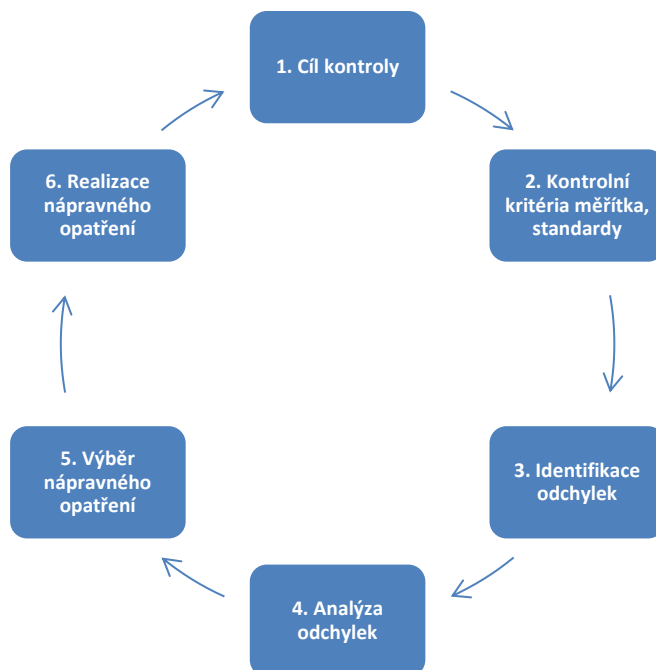 1. Cíl kontroly
2. Kontrolní
kritéria měřítka,
standardy
3. Identifikace
odchylek
4. Analýza
odchylek
5. Výběr
nápravného
opatření
6. Realizace
nápravného
opatření